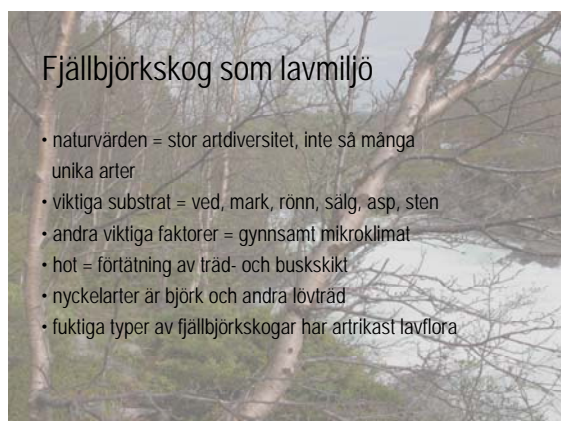 Fjällbjörkskog som lavmiljö
• naturvärden = stor artdiversitet, inte så många
unika arter
• viktiga substrat = ved, mark, rönn, sälg, asp, sten
• andra viktiga faktorer = gynnsamt mikroklimat
• hot = förtätning av träd- och buskskikt
• nyckelarter är björk och andra lövträd
• fuktiga typer av fjällbjörkskogar har artrikast lavflora